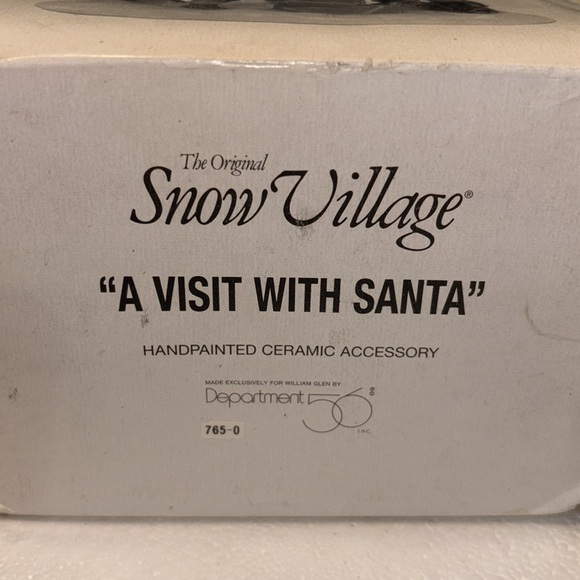 The Original
Snow Village®
“A VISIT WITH SANTA”
HANDPAINTED CERAMIC ACCESSORY
MADE EXCLUSIVELY FOR WILLIAM GLEN BY
Department 56®
INC.
765-0